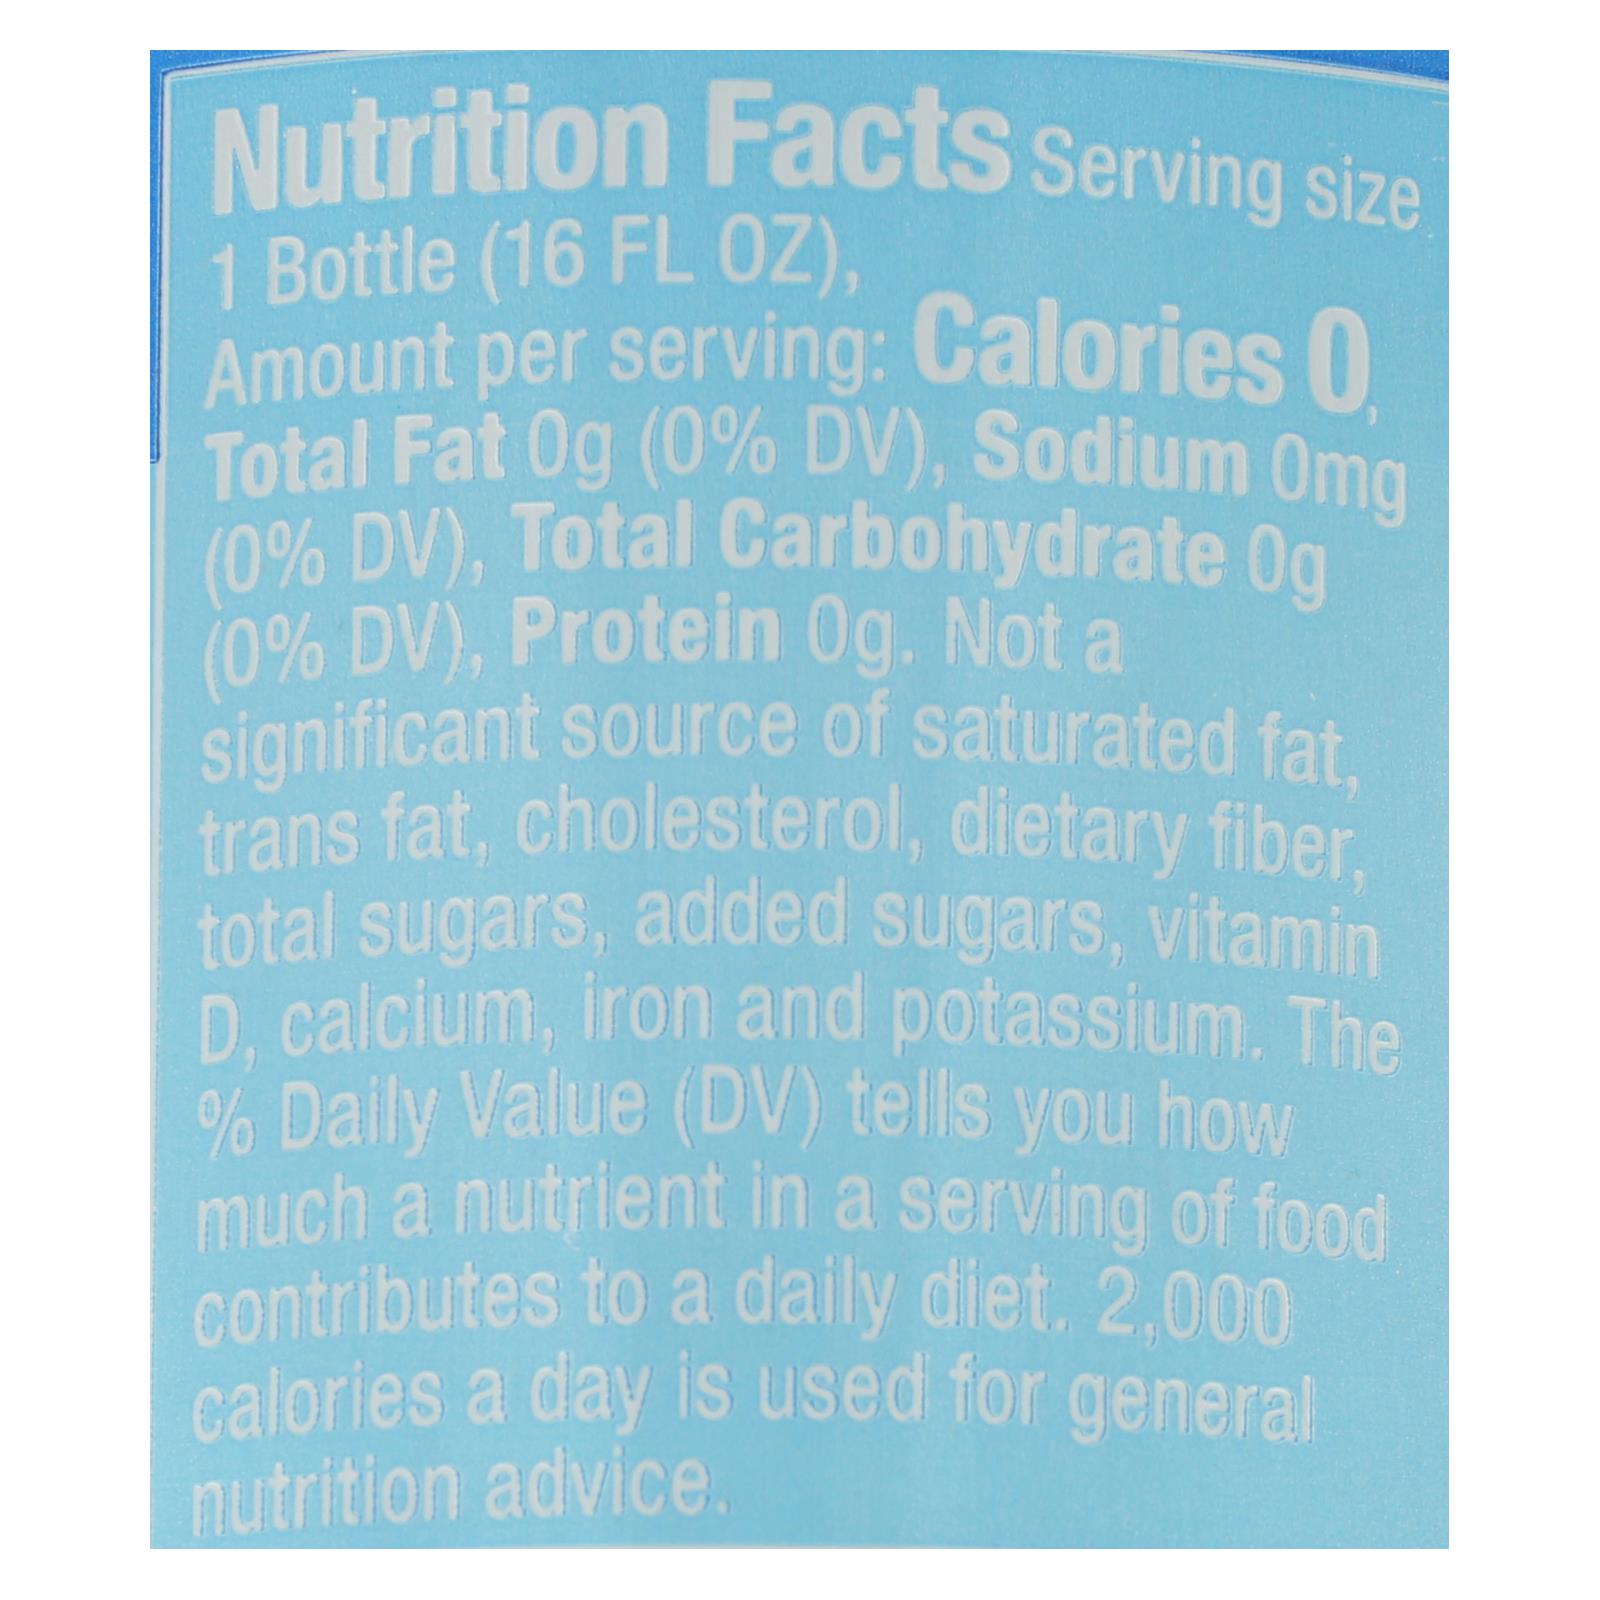 Nutrition Facts Serving size
1 Bottle (16 FL OZ),
Amount per serving: Calories 0,
Total Fat 0g (0% DV), Sodium 0mg
(0% DV), Total Carbohydrate 0g
(0% DV), Protein 0g. Not a
significant source of saturated fat,
trans fat, cholesterol, dietary fiber,
total sugars, added sugars, vitamin
D, calcium, iron and potassium. The
% Daily Value (DV) tells you how
much a nutrient in a serving of food
contributes to a daily diet. 2,000
calories a day is used for general
nutrition advice.